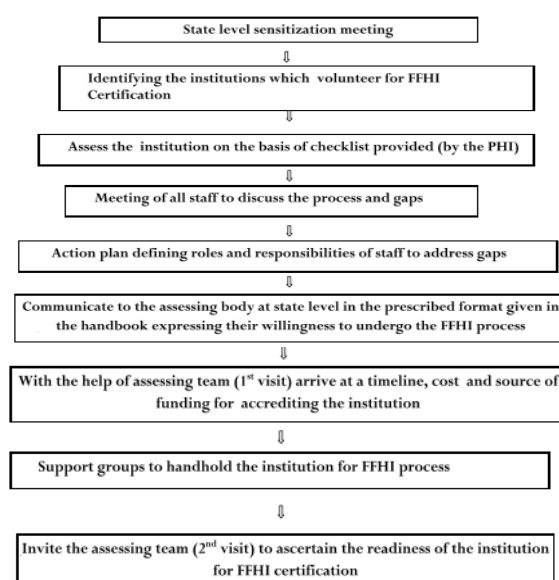 State level sensitization meeting
⇩
Identifying the institutions which volunteer for FFHI
Certification
⇩
Assess the institution on the basis of checklist provided (by the PHI)
⇩
Meeting of all staff to discuss the process and gaps
⇩
Action plan defining roles and responsibilities of staff to address gaps
⇩
Communicate to the assessing body at state level in the prescribed format given in
the handbook expressing their willingness to undergo the FFHI process
⇩
With the help of assessing team (1st visit) arrive at a timeline, cost and source of
funding for accrediting the institution
⇩
Support groups to handhold the institution for FFHI process
⇩
Invite the assessing team (2nd visit) to ascertain the readiness of the institution
for FFHI certification